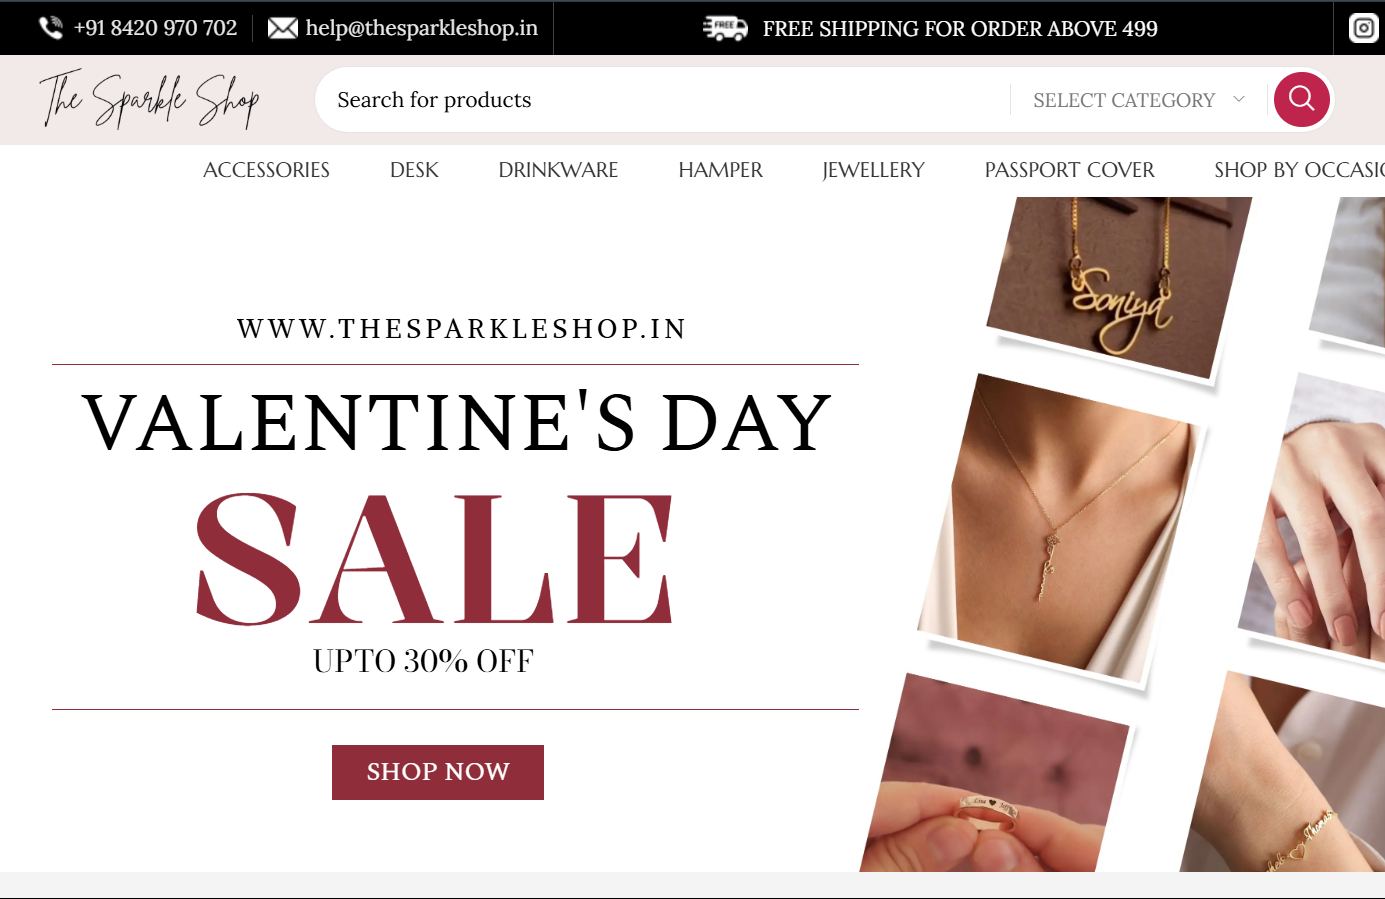 +91 8420 970 702
help@thesparkleshop.in
FREE
FREE SHIPPING FOR ORDER ABOVE 499
The Sparkle Shop
Search for products
SELECT CATEGORY
ACCESSORIES
DESK
DRINKWARE
HAMPER
JEWELLERY
PASSPORT COVER
SHOP BY
WWW.THESPARKLESHOP.IN
VALENTINE'S DAY
SALE
UPTO 30% OFF
SHOP NOW
Soniya
Lisa
Thomas